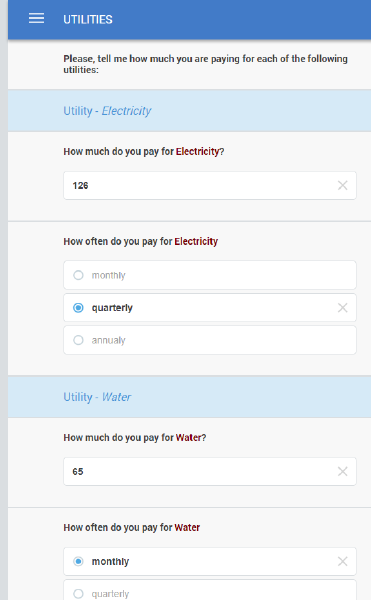 UTILITIES
Please, tell me how much you are paying for each of the following
utilities:
Utility - Electricity
How much do you pay for Electricity?
126
How often do you pay for Electricity
monthly
quarterly
annualy
Utility - Water
How much do you pay for Water?
65
How often do you pay for Water
monthly
quarterly